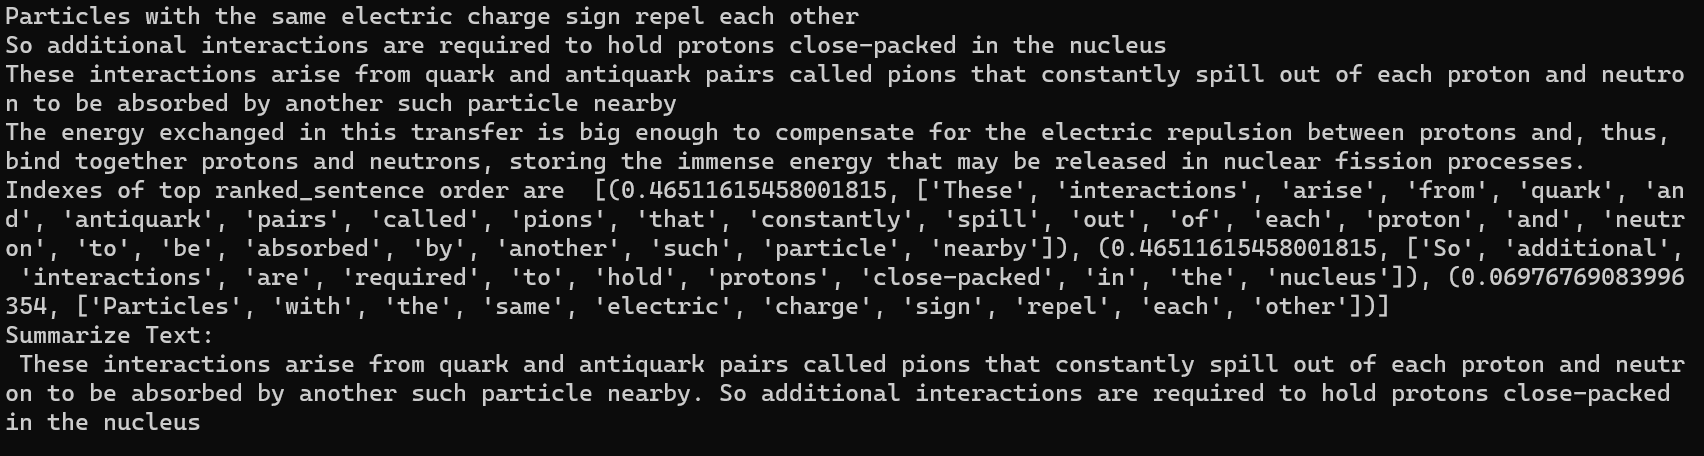 Particles with the same electric charge sign repel each other
So additional interactions are required to hold protons close-packed in the nucleus
These interactions arise from quark and antiquark pairs called pions that constantly spill out of each proton and neutro
n to be absorbed by another such particle nearby
The energy exchanged in this transfer is big enough to compensate for the electric repulsion between protons and, thus,
bind together protons and neutrons, storing the immense energy that may be released in nuclear fission processes.
Indexes of top ranked_sentence order are  [(0.46511615458001815, ['These', 'interactions', 'arise', 'from', 'quark', 'an
d', 'antiquark', 'pairs', 'called', 'pions', 'that', 'constantly', 'spill', 'out', 'of', 'each', 'proton', 'and', 'neutr
on', 'to', 'be', 'absorbed', 'by', 'another', 'such', 'particle', 'nearby']), (0.46511615458001815, ['So', 'additional',
 'interactions', 'are', 'required', 'to', 'hold', 'protons', 'close-packed', 'in', 'the', 'nucleus']), (0.06976769083996
354, ['Particles', 'with', 'the', 'same', 'electric', 'charge', 'sign', 'repel', 'each', 'other'])]
Summarize Text:
 These interactions arise from quark and antiquark pairs called pions that constantly spill out of each proton and neutr
on to be absorbed by another such particle nearby. So additional interactions are required to hold protons close-packed
in the nucleus